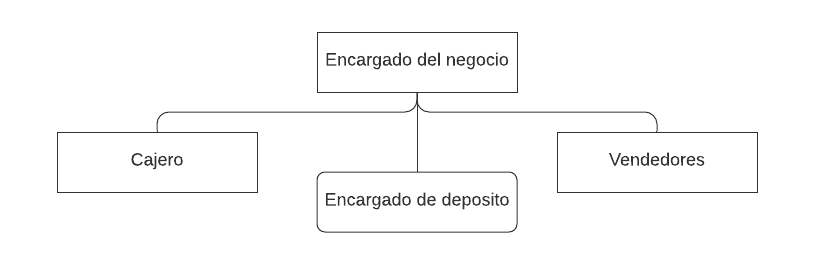 Encargado del negocio
Cajero
Vendedores
Encargado de deposito